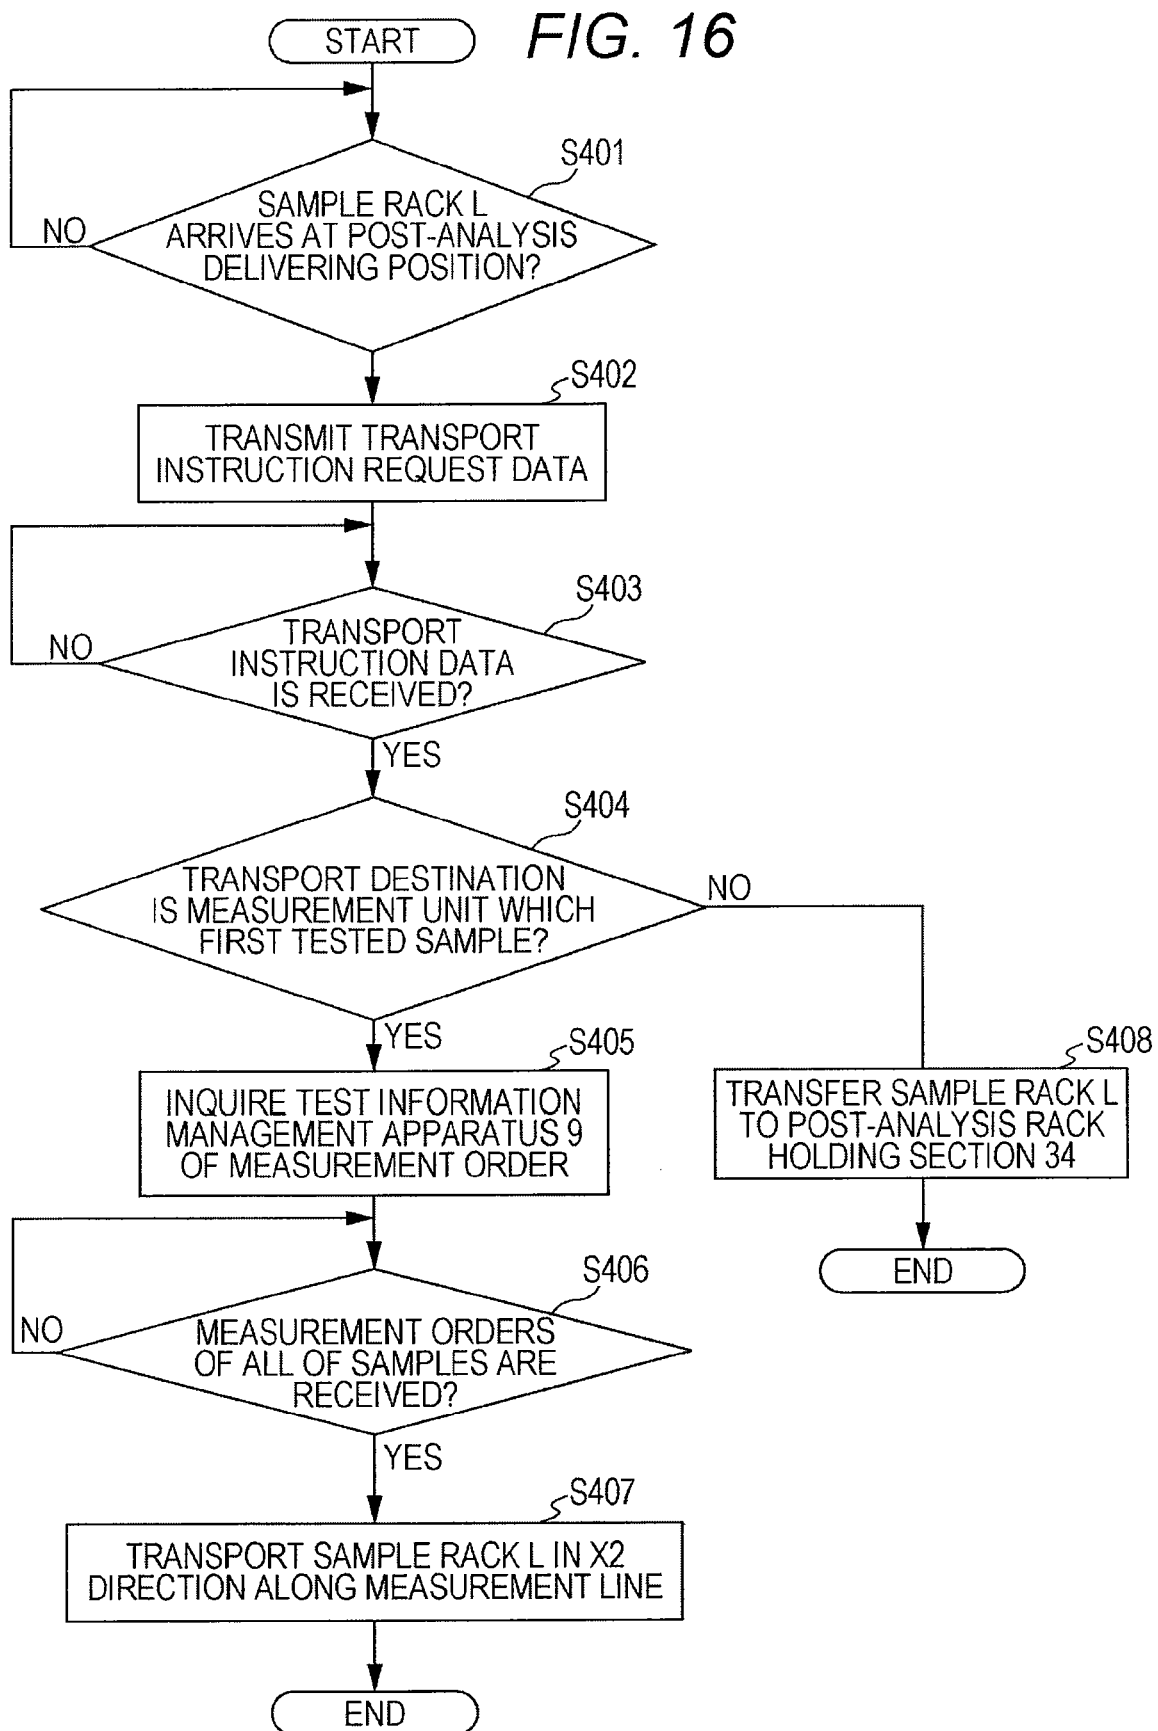 FIG. 16
START
S401
SAMPLE RACK L
ARRIVES AT POST-ANALYSIS
DELIVERING POSITION?
NO
S402
TRANSMIT TRANSPORT
INSTRUCTION REQUEST DATA
S403
TRANSPORT
INSTRUCTION DATA
IS RECEIVED?
NO
YES
S404
TRANSPORT DESTINATION
IS MEASUREMENT UNIT WHICH
FIRST TESTED SAMPLE?
NO
YES
S405
INQUIRE TEST INFORMATION
MANAGEMENT APPARATUS 9
OF MEASUREMENT ORDER
S408
TRANSFER SAMPLE RACK L
TO POST-ANALYSIS RACK
HOLDING SECTION 34
END
S406
MEASUREMENT ORDERS
OF ALL OF SAMPLES ARE
RECEIVED?
NO
YES
S407
TRANSPORT SAMPLE RACK L IN X2
DIRECTION ALONG MEASUREMENT LINE
END